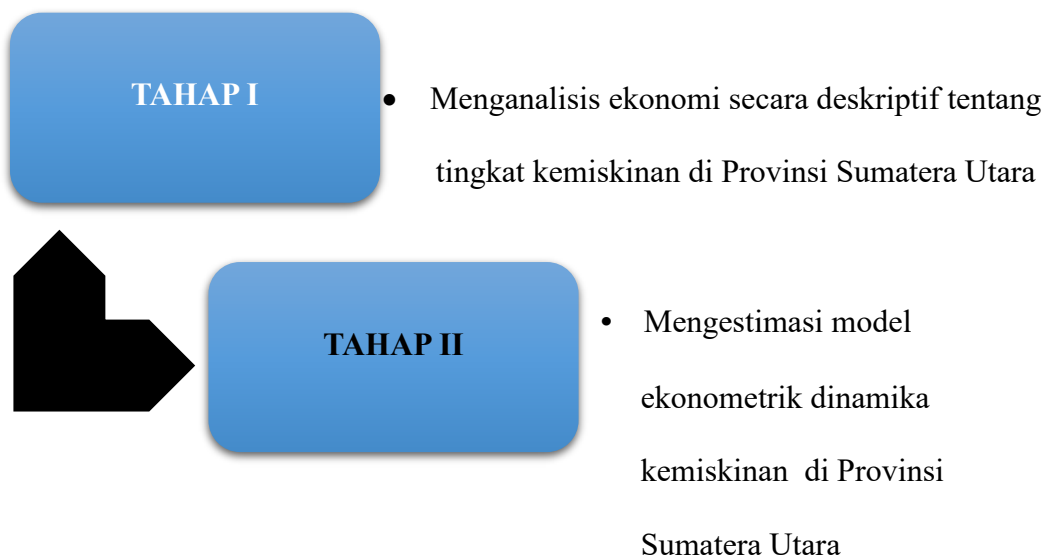 TAHAP I
• Menganalisis ekonomi secara deskriptif tentang
tingkat kemiskinan di Provinsi Sumatera Utara
TAHAP II
• Mengestimasi model
ekonometrik dinamika
kemiskinan di Provinsi
Sumatera Utara